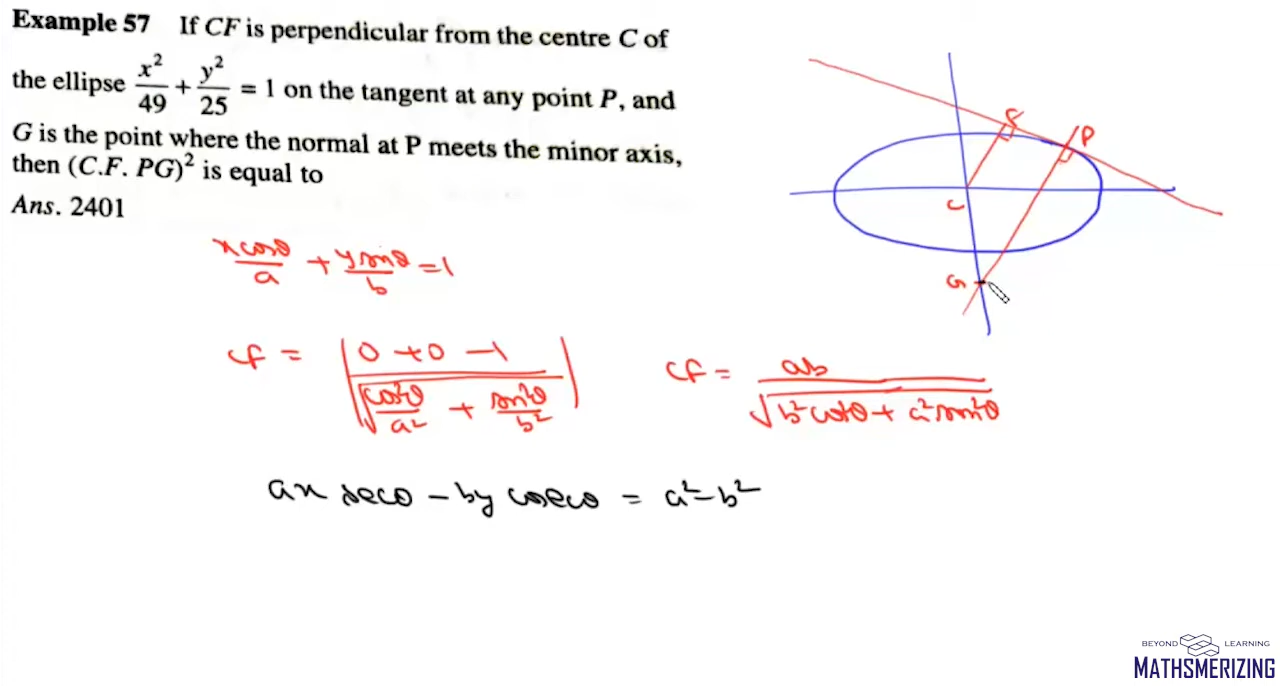 Example 57 If CF is perpendicular from the centre C of
the ellipse x²/49 + y²/25 = 1 on the tangent at any point P, and
G is the point where the normal at P meets the minor axis,
then (C.F. PG)² is equal to
Ans. 2401
x cosθ/a + y sinθ/b = 1
F
P
C
G
CF = |(0 + 0 - 1)/√(cos²θ/a² + sin²θ/b²)|
CF = ab/√(b²cos²θ + a²sin²θ)
ax secθ - by cosecθ = a² - b²
BEYOND LEARNING
MATHSMERIZING